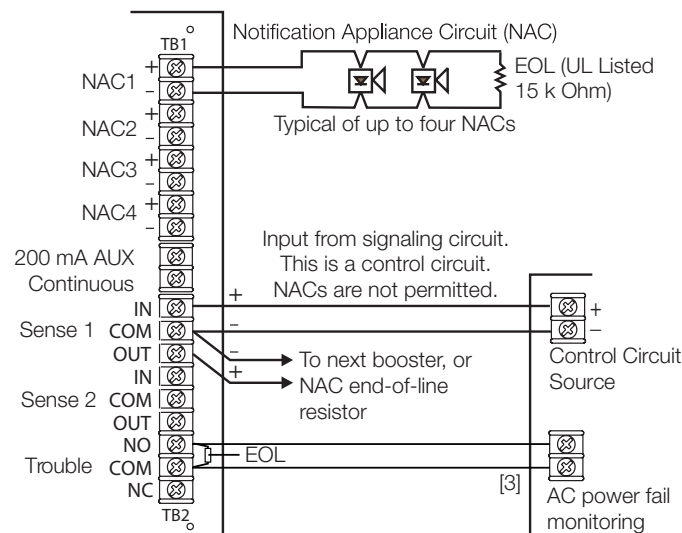 Notification Appliance Circuit (NAC)
TB1
+
NAC1
–
EOL (UL Listed
15 k Ohm)
Typical of up to four NACs
+
NAC2
–
+
NAC3
–
+
NAC4
–
200 mA AUX
Continuous
Input from signaling circuit.
This is a control circuit.
NACs are not permitted.
IN
+
+
Sense 1
COM
–
–
OUT
–
+
To next booster, or
NAC end-of-line
resistor
Control Circuit
Source
IN
Sense 2
COM
OUT
NO
Trouble
COM
EOL
NC
[3]
AC power fail
monitoring
TB2